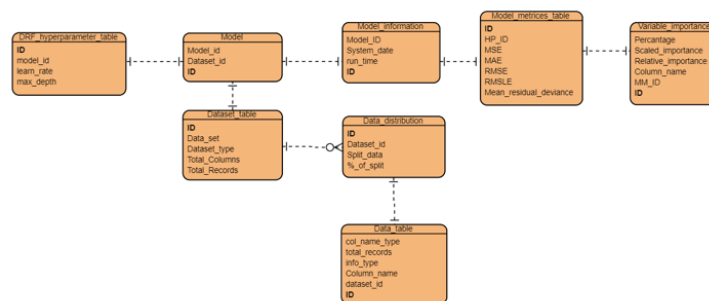 DRF_hyperparameter_table
ID
model_id
learn_rate
max_depth
Model
Model_id
Dataset_id
ID
Model_information
Model_ID
System_date
run_time
ID
Model_metrices_table
ID
HP_ID
MSE
MAE
RMSE
RMSLE
Mean_residual_deviance
Variable_importance
Percentage
Scaled_importance
Relative_importance
Column_name
MM_ID
ID
Dataset_table
ID
Data_set
Dataset_type
Total_Columns
Total_Records
Data_distribution
ID
Dataset_id
Split_data
%_of_split
Data_table
col_name_type
total_records
info_type
Column_name
dataset_id
ID